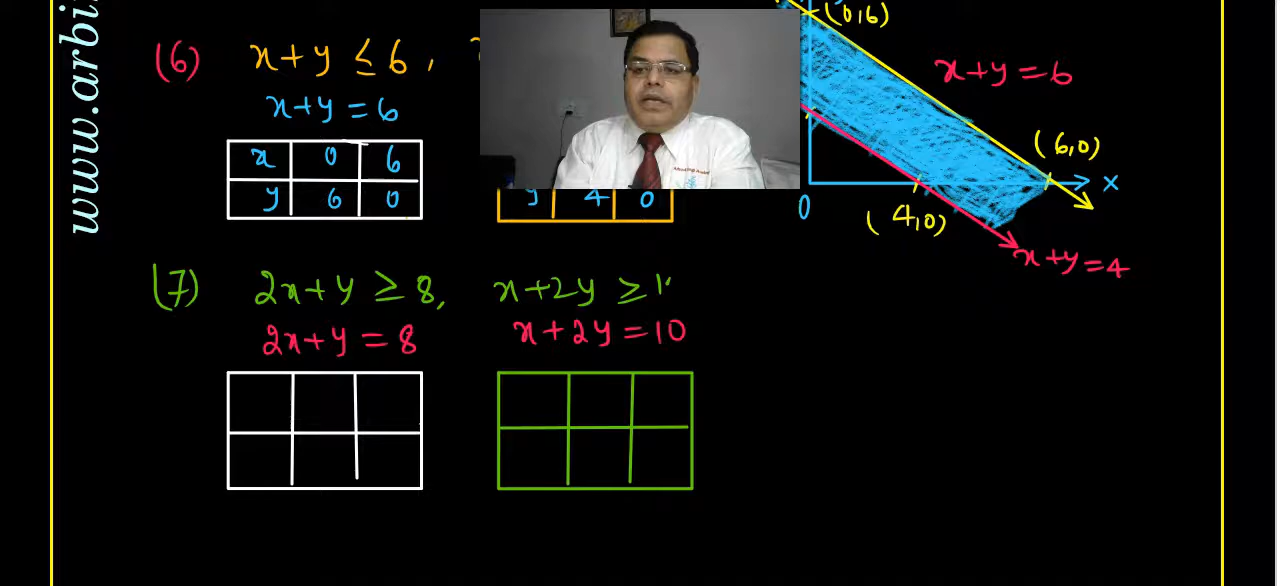 www.arbi
(6) x + y ≤ 6 ,
x + y = 6
x 0 6
y 6 0
y 4 0
(0,6)
x + y = 6
(6,0)
x
0
(4,0)
x + y = 4
(7) 2x + y ≥ 8, x + 2y ≥ 1
2x + y = 8 x + 2y = 10